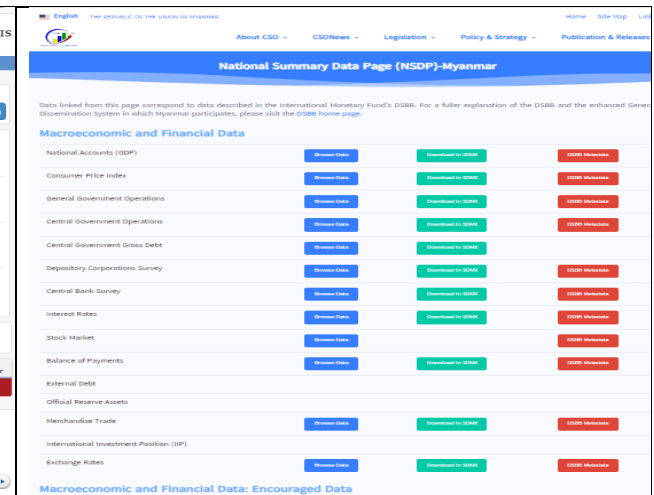 English THE REPUBLIC OF THE UNION OF MYANMAR Home Site Map Link
IS
About CSO CSONews Legislation Policy & Strategy Publication & Releases
National Summary Data Page (NSDP)-Myanmar
Data linked from this page correspond to data described in the International Monetary Fund's DSBB. For a fuller explanation of the DSBB and the enhanced Genera
Dissemination System in which Myanmar participates, please visit the DSBB home page.
Macroeconomic and Financial Data
National Accounts (GDP) Browse Data Download in SDMX DSBB Metadata
Consumer Price Index Browse Data Download in SDMX DSBB Metadata
General Government Operations Browse Data Download in SDMX DSBB Metadata
Central Government Operations Browse Data Download in SDMX DSBB Metadata
Central Government Gross Debt Browse Data Download in SDMX
Depository Corporations Survey Browse Data Download in SDMX DSBB Metadata
Central Bank Survey Browse Data Download in SDMX DSBB Metadata
Interest Rates Browse Data Download in SDMX DSBB Metadata
Stock Market Browse Data DSBB Metadata
Balance of Payments Browse Data Download in SDMX DSBB Metadata
External Debt
Official Reserve Assets
Merchandise Trade Browse Data Download in SDMX DSBB Metadata
International Investment Position (IIP)
Exchange Rates Browse Data Download in SDMX DSBB Metadata
Macroeconomic and Financial Data: Encouraged Data